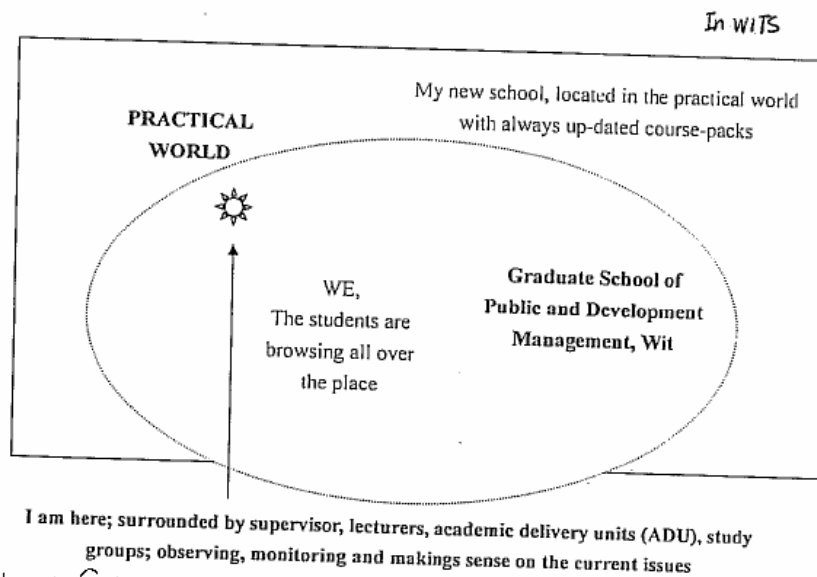 In WITS
My new school, located in the practical world
with always up-dated course-packs
PRACTICAL
WORLD
WE,
The students are
browsing all over
the place
Graduate School of
Public and Development
Management, Wit
I am here; surrounded by supervisor, lecturers, academic delivery units (ADU), study
groups; observing, monitoring and makings sense on the current issues